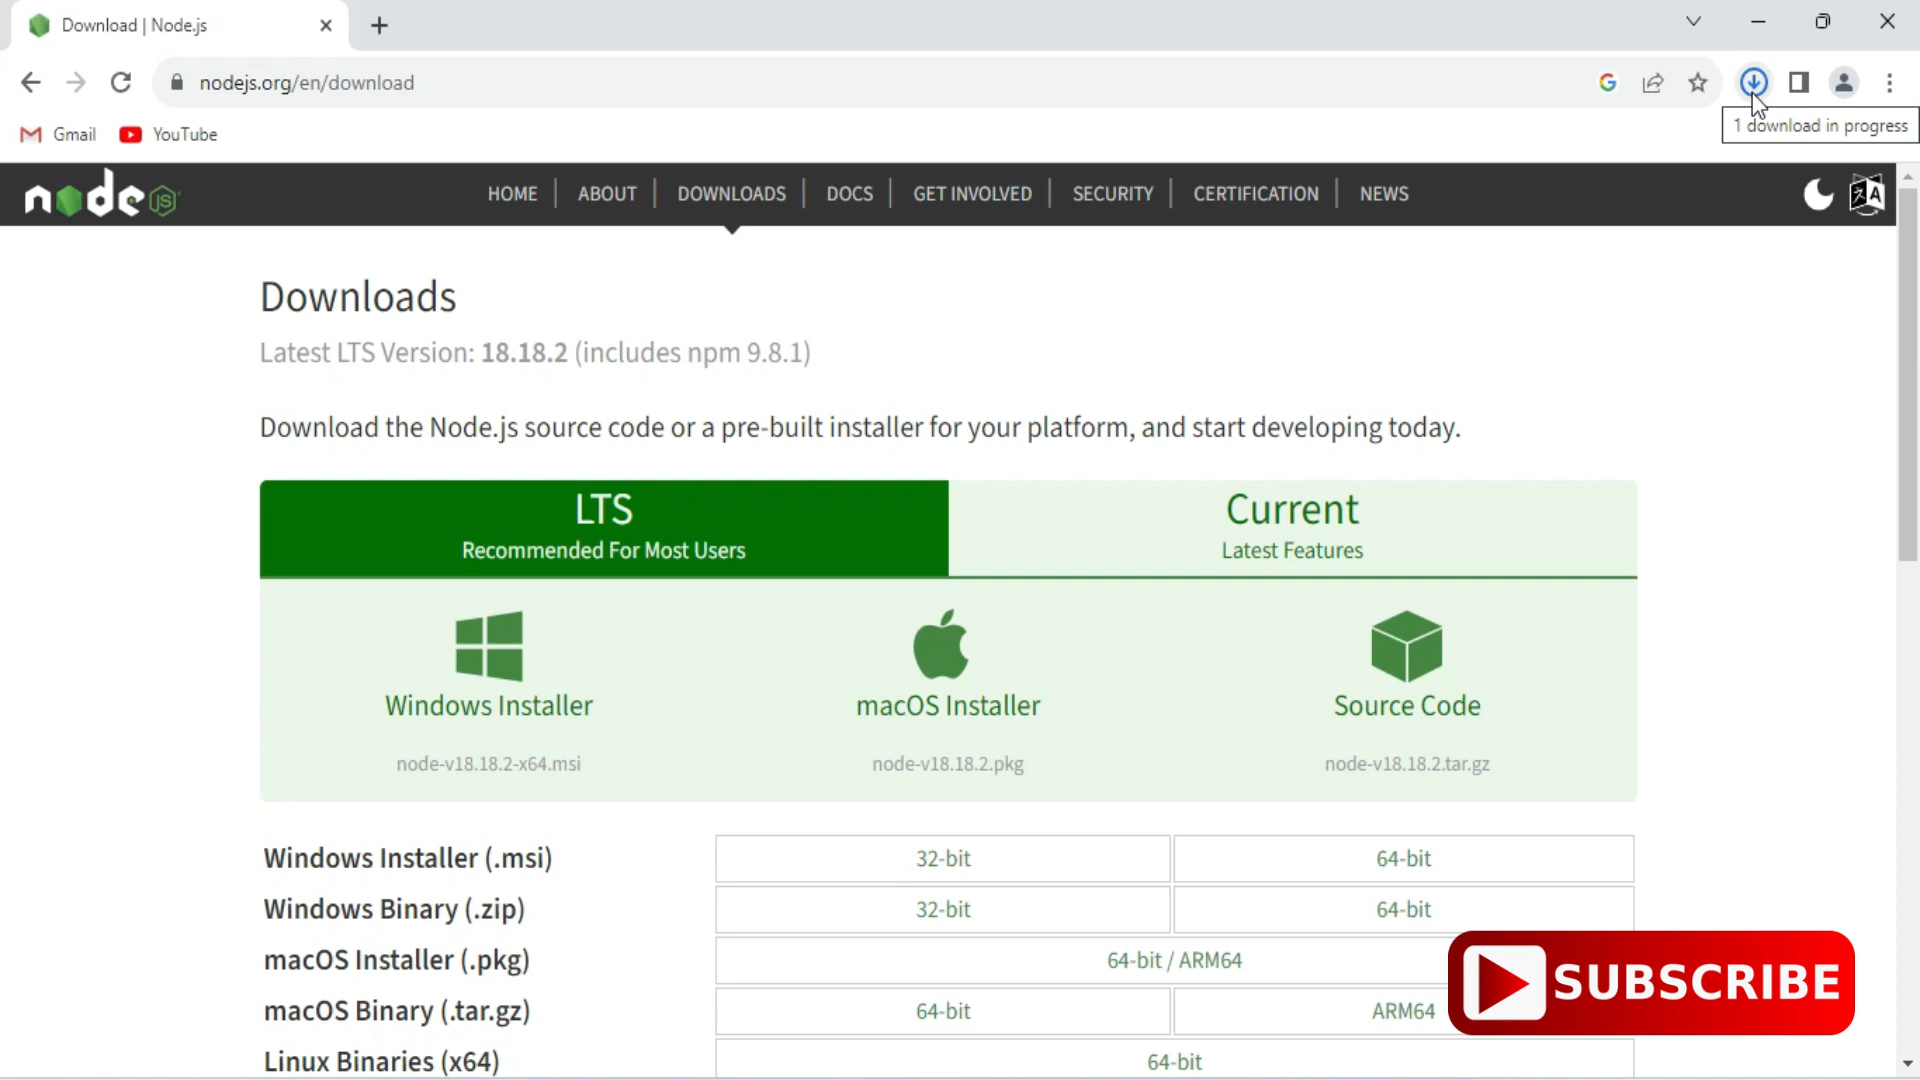 Download | Node.js
nodejs.org/en/download
1 download in progress
Gmail YouTube
node JS
HOME ABOUT DOWNLOADS DOCS GET INVOLVED SECURITY CERTIFICATION NEWS
Downloads
Latest LTS Version: 18.18.2 (includes npm 9.8.1)
Download the Node.js source code or a pre-built installer for your platform, and start developing today.
LTS
Recommended For Most Users
Current
Latest Features
Windows Installer
node-v18.18.2-x64.msi
macOS Installer
node-v18.18.2.pkg
Source Code
node-v18.18.2.tar.gz
Windows Installer (.msi) 32-bit 64-bit
Windows Binary (.zip) 32-bit 64-bit
macOS Installer (.pkg) 64-bit / ARM64
macOS Binary (.tar.gz) 64-bit ARM64
Linux Binaries (x64) 64-bit
SUBSCRIBE